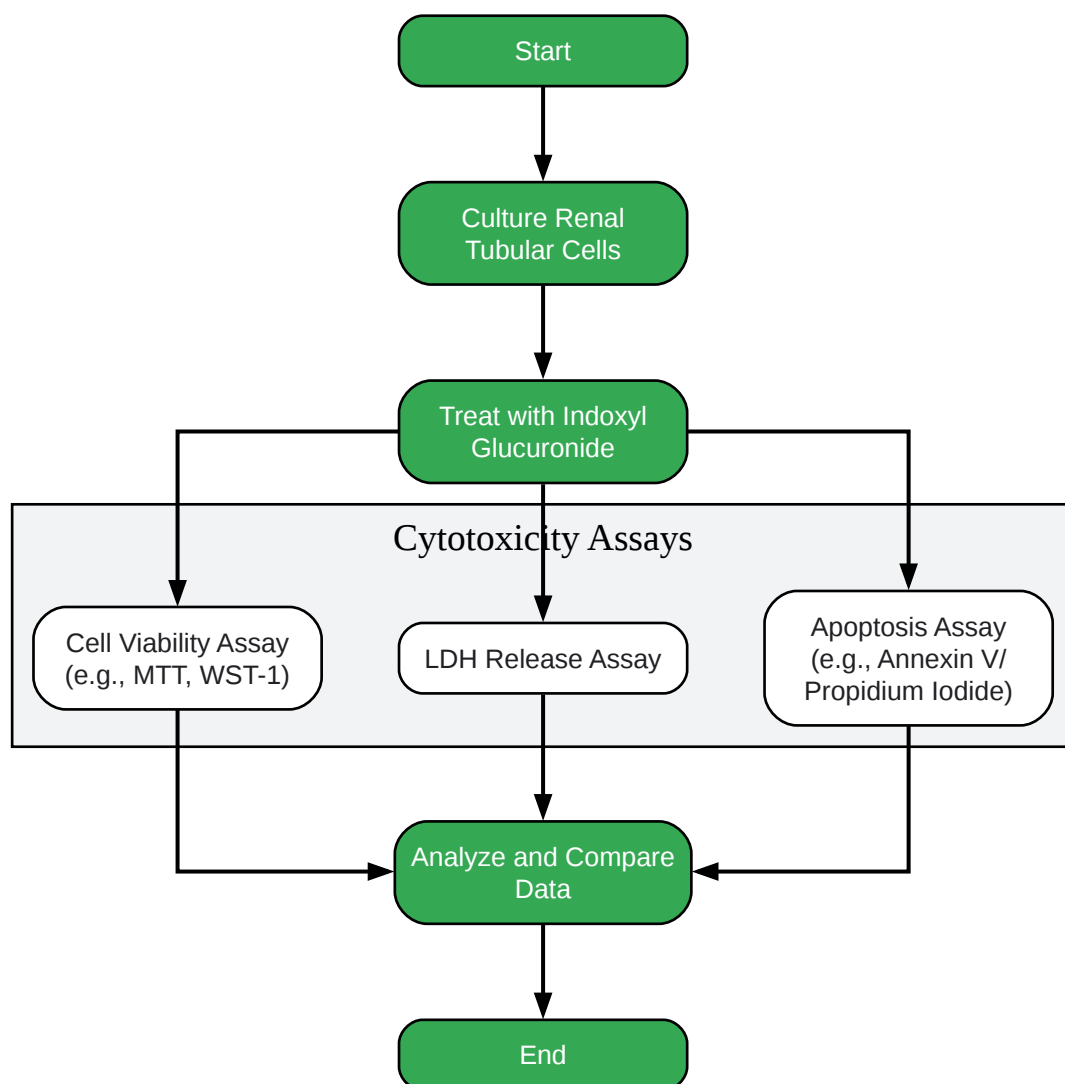 Start
Culture Renal
Tubular Cells
Treat with Indoxyl
Glucuronide
Cytotoxicity Assays
Cell Viability Assay
(e.g., MTT, WST-1)
LDH Release Assay
Apoptosis Assay
(e.g., Annexin V/
Propidium Iodide)
Analyze and Compare
Data
End